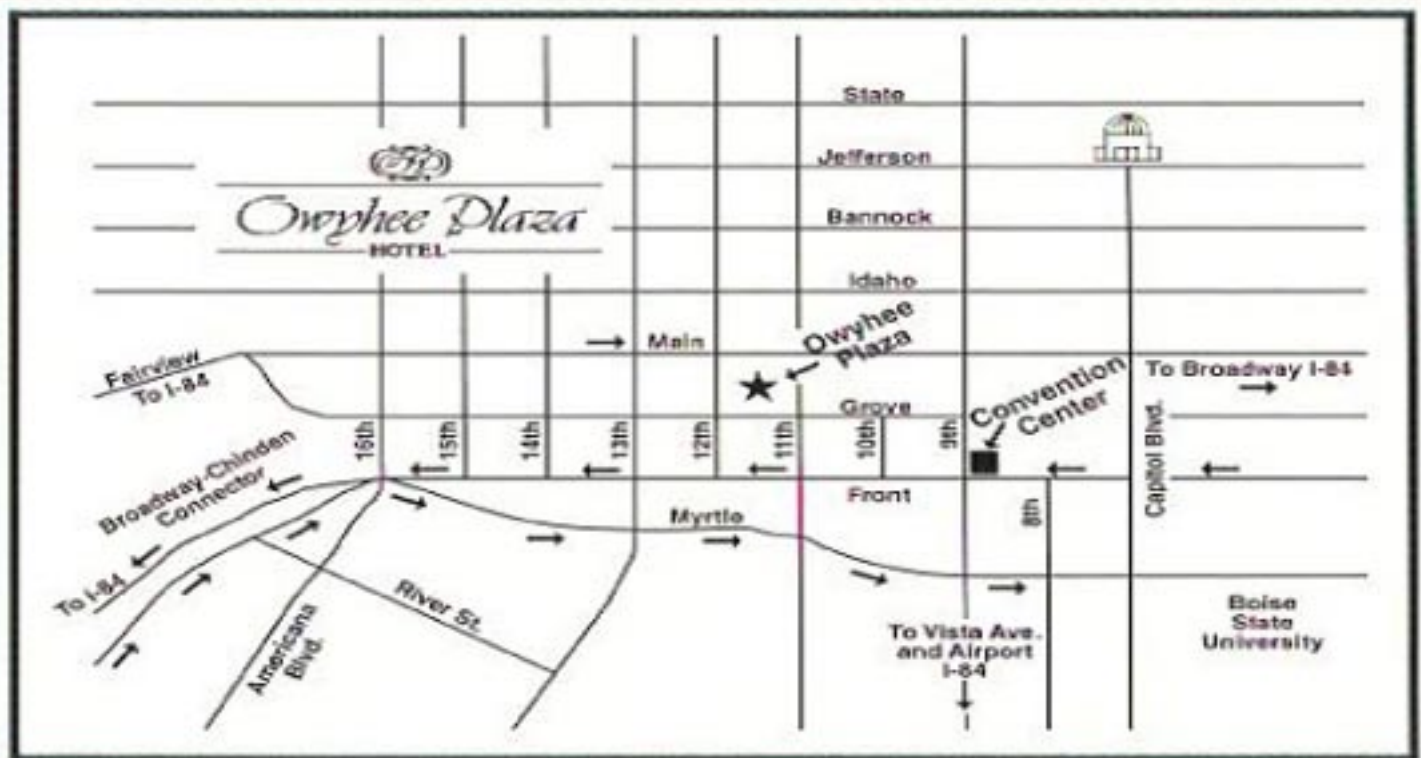 State
Jefferson
Owyhee Plaza
HOTEL
Bannock
Idaho
Main
Owyhee
Plaza
Fairview
To I-84
To Broadway I-84
Grove
Convention
Center
16th
15th
14th
13th
12th
11th
10th
9th
Capitol Blvd.
Broadway-Chinden
Connector
Front
8th
Myrtle
To I-84
River St.
Americana
Blvd.
To Vista Ave.
and Airport
I-84
Boise
State
University